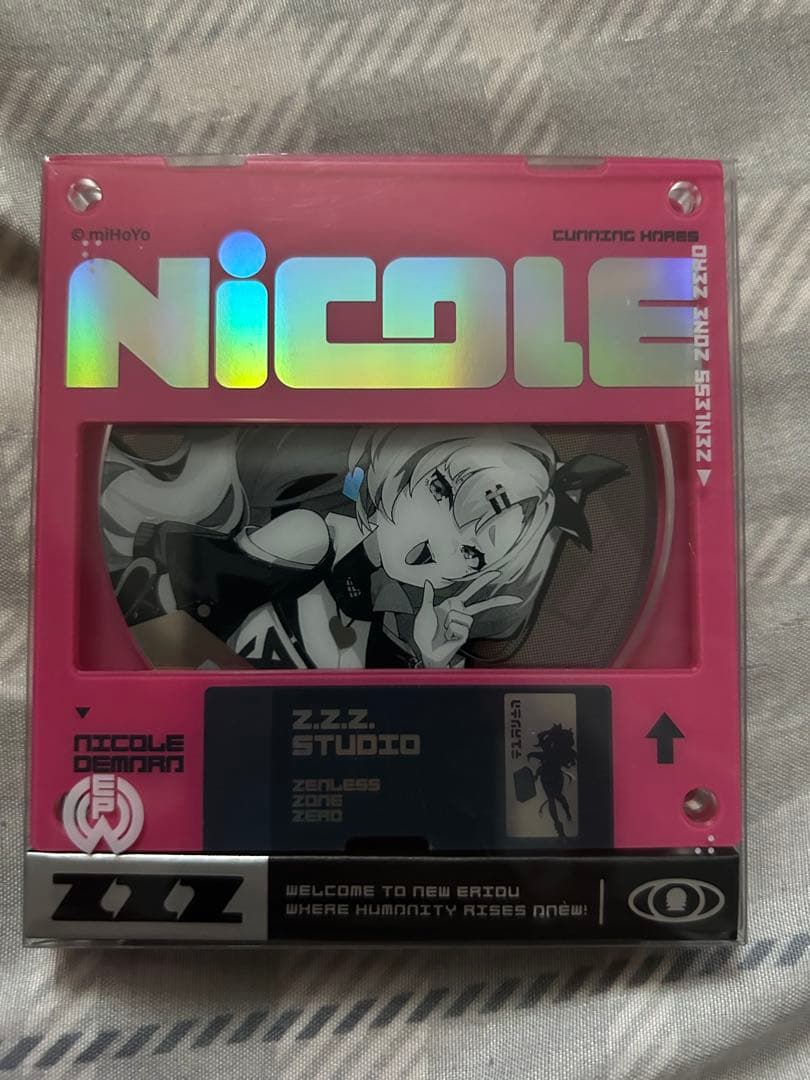 © miHoYo
CUNNING HARES
NiCOLE
ZENLESS ZONE ZERO
NICOLE
DEMARA
Z.Z.Z.
STUDIO
ZENLESS
ZONE
ZERO
EP
ZZZ
WELCOME TO NEW ERIDU
WHERE HUMANITY RISES ANEW!